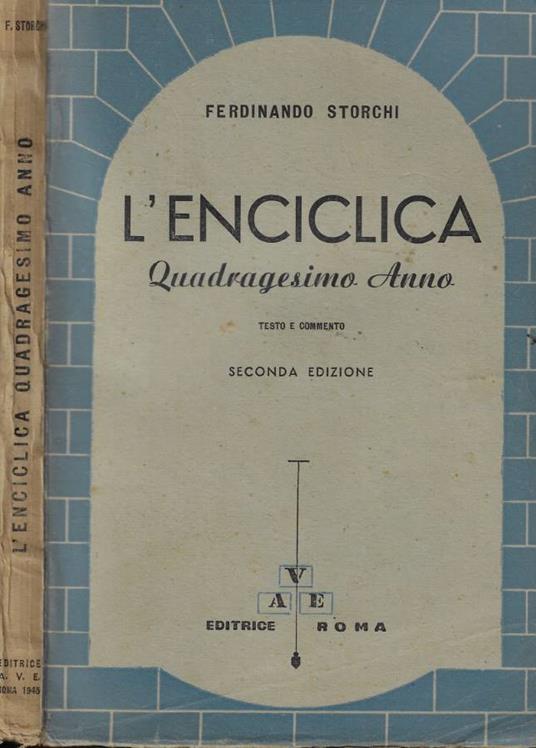 F. STORCHI
L'ENCICLICA QUADRAGESIMO ANNO
EDITRICE
A. V. E.
ROMA 1945
FERDINANDO STORCHI
L'ENCICLICA
Quadragesimo Anno
TESTO E COMMENTO
SECONDA EDIZIONE
V
A E
EDITRICE ROMA